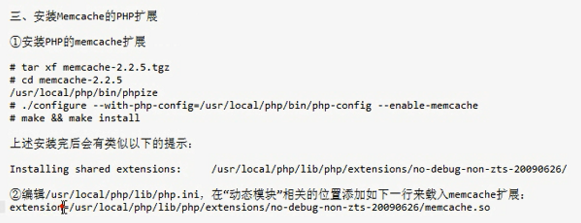 三、安装Memcache的PHP扩展
①安装PHP的memcache扩展
# tar xf memcache-2.2.5.tgz
# cd memcache-2.2.5
/usr/local/php/bin/phpize
# ./configure --with-php-config=/usr/local/php/bin/php-config --enable-memcache
# make && make install
上述安装完后会有类似以下的提示：
Installing shared extensions:     /usr/local/php/lib/php/extensions/no-debug-non-zts-20090626/
②编辑/usr/local/php/lib/php.ini，在“动态模块”相关的位置添加如下一行来载入memcache扩展：
extension=/usr/local/php/lib/php/extensions/no-debug-non-zts-20090626/memcache.so